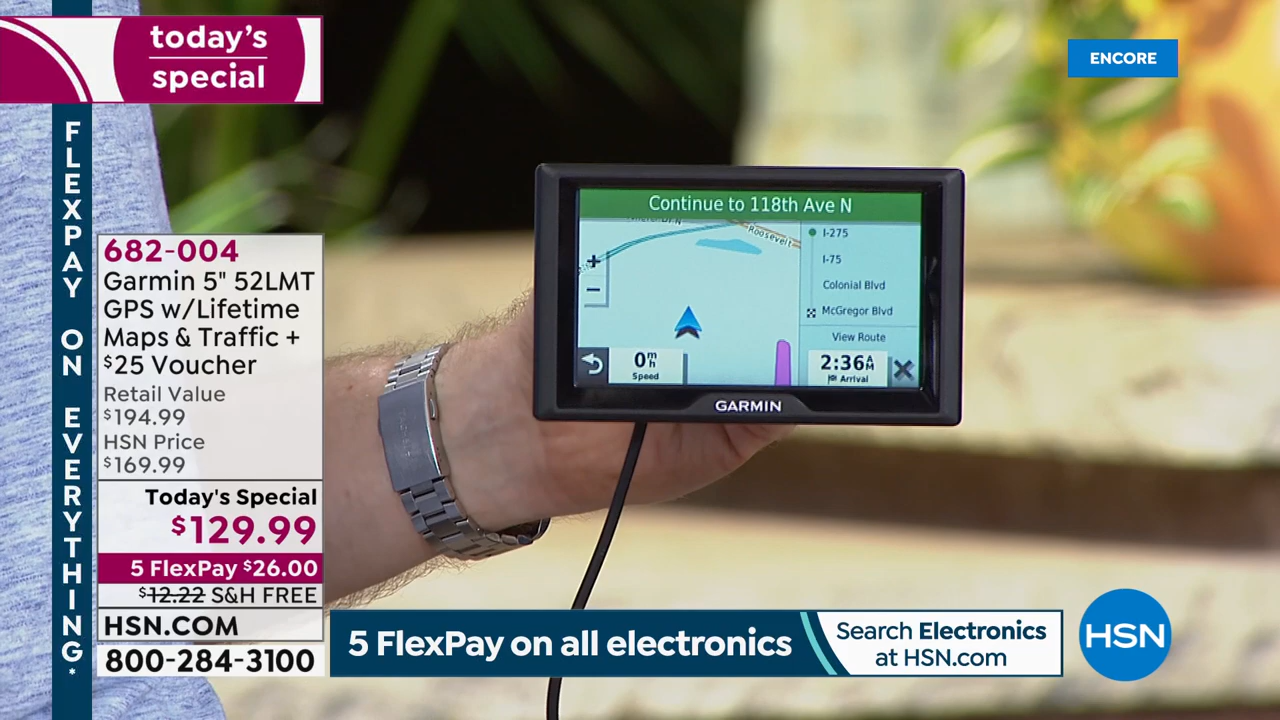 today's
special
ENCORE
FLEXPAY ON EVERYTHING*
682-004
Garmin 5" 52LMT
GPS w/Lifetime
Maps & Traffic +
$25 Voucher
Retail Value
$194.99
HSN Price
$169.99
Today's Special
$129.99
5 FlexPay $26.00
$12.22 S&H FREE
HSN.COM
800-284-3100
Continue to 118th Ave N
Roosevelt
I-275
I-75
Colonial Blvd
McGregor Blvd
View Route
+
−
0 m/h
Speed
2:36 AM
Arrival
GARMIN
5 FlexPay on all electronics
Search Electronics
at HSN.com
HSN